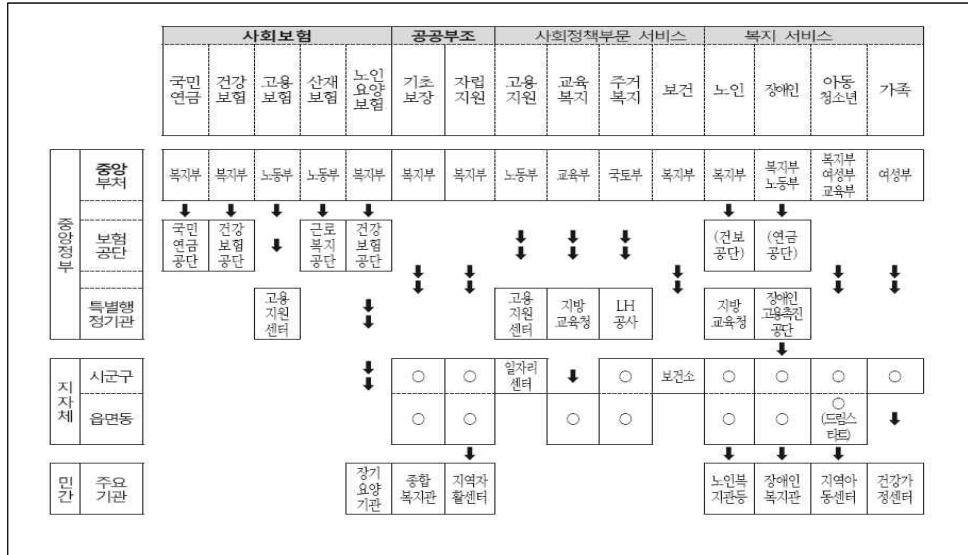 사회보험 공공부조 사회정책부문 서비스 복지 서비스
국민 연금 건강 보험 고용 보험 산재 보험 노인 요양 보험 기초 보장 자립 지원 고용 지원 교육 복지 주거 복지 보건 노인 장애인 아동 청소년 가족
중앙정부
중앙 부처 복지부 복지부 노동부 노동부 복지부 복지부 복지부 노동부 교육부 국토부 복지부 복지부 복지부 노동부 복지부 여성부 교육부 여성부
보험 공단 국민 연금 공단 건강 보험 공단 근로 복지 공단 건강 보험 공단 (건보 공단) (연금 공단)
특별행 정기관 고용 지원 센터 고용 지원 센터 지방 교육청 LH 공사 지방 교육청 장애인 고용촉진 공단
지자체
시군구 ○ ○ 일자리 센터 ○ 보건소 ○ ○ ○ ○
읍면동 ○ ○ ○ ○ ○ ○ ○ (드림스 타트)
민간
주요 기관 장기 요양 기관 종합 복지관 지역자 활센터 노인복 지관등 장애인 복지관 지역아 동센터 건강가 정센터